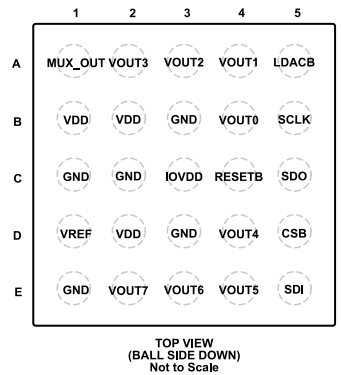 1 2 3 4 5
A MUX_OUT VOUT3 VOUT2 VOUT1 LDACB
B VDD VDD GND VOUT0 SCLK
C GND GND IOVDD RESETB SDO
D VREF VDD GND VOUT4 CSB
E GND VOUT7 VOUT6 VOUT5 SDI
TOP VIEW
(BALL SIDE DOWN)
Not to Scale